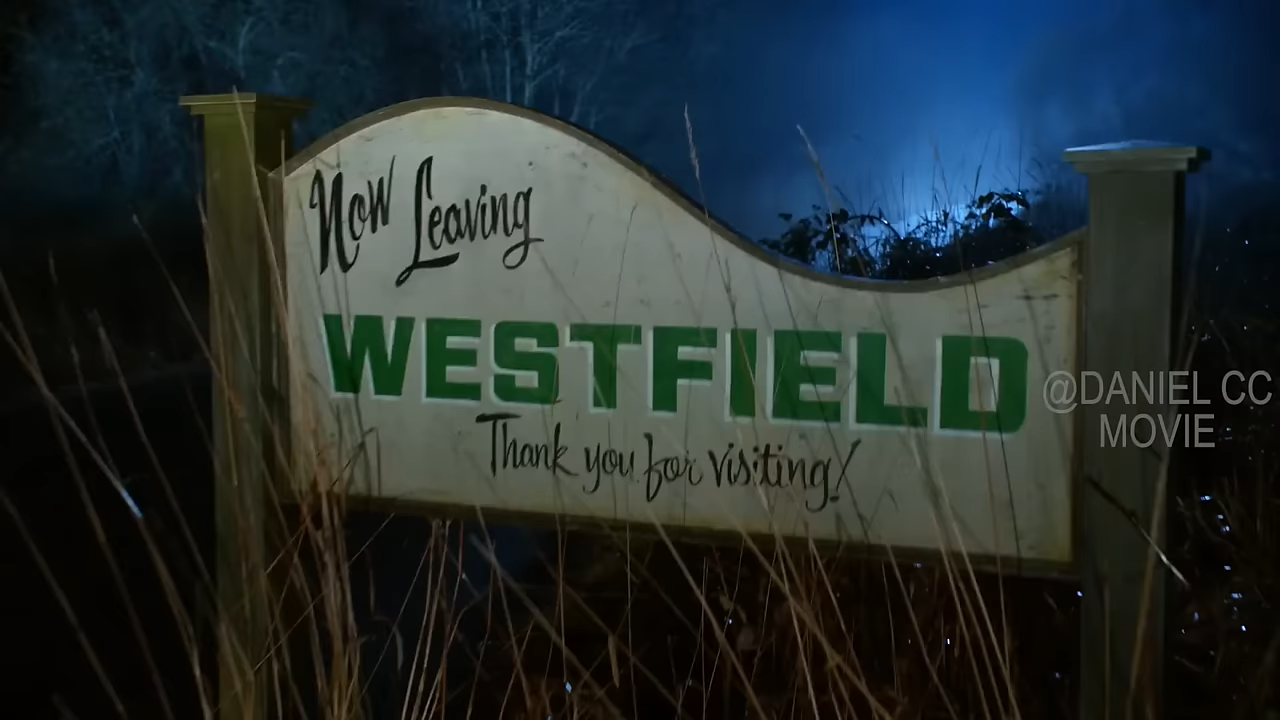 Now Leaving
WESTFIELD
Thank you for visiting!
@DANIEL CC
MOVIE